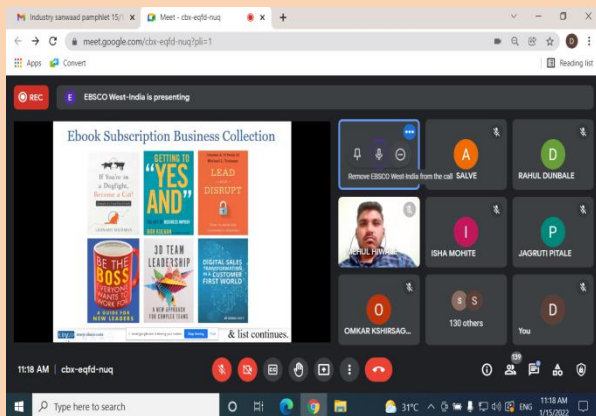 Industry sanwaad pamphlet 15/
Meet - cbx-eqfd-nuq
meet.google.com/cbx-eqfd-nuq?pli=1
D
Apps
Convert
Reading list
REC
E
EBSCO West-India is presenting
Ebook Subscription Business Collection
If You're in
a Dogfight,
Become a Cat!
GETTING TO
"YES
AND"
BOB KULHAN
LEAD
DISRUPT
BE THE
BOSS
EVERYONE
WANTS TO
WORK FOR
A GUIDE FOR
NEW LEADERS
3D TEAM
LEADERSHIP
A NEW APPROACH
FOR COMPLEX TEAMS
DIGITAL SALES
TRANSFORMATION
IN A CUSTOMER
FIRST WORLD
& list continues.
Remove EBSCO West-India from the call
A
SALVE
D
RAHUL DUNBALE
I
ISHA MOHITE
P
JAGRUTI PITALE
O
OMKAR KSHIRSAG...
S
S
130 others
D
You
11:18 AM | cbx-eqfd-nuq
139
Type here to search
31°C
ENG
11:18 AM
1/15/2022